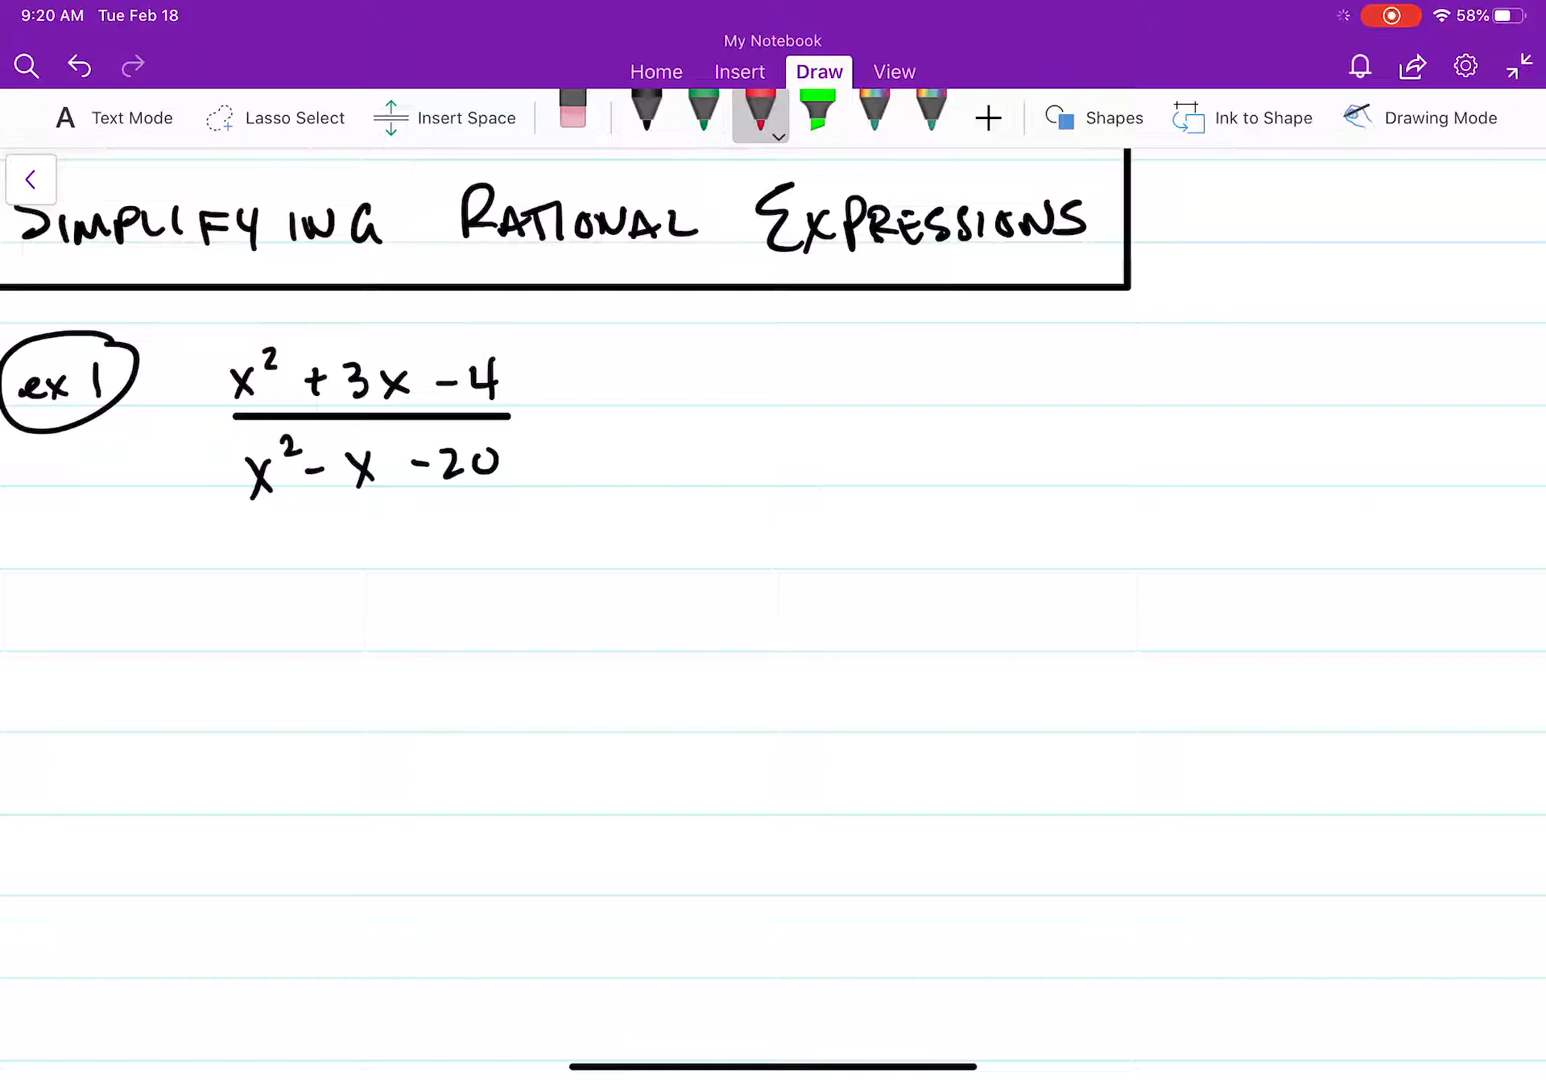 9:20 AM Tue Feb 18
58%
My Notebook
Home Insert Draw View
A Text Mode Lasso Select Insert Space Shapes Ink to Shape Drawing Mode
SIMPLIFYING RATIONAL EXPRESSIONS
ex 1
x² + 3x - 4
x² - x - 20